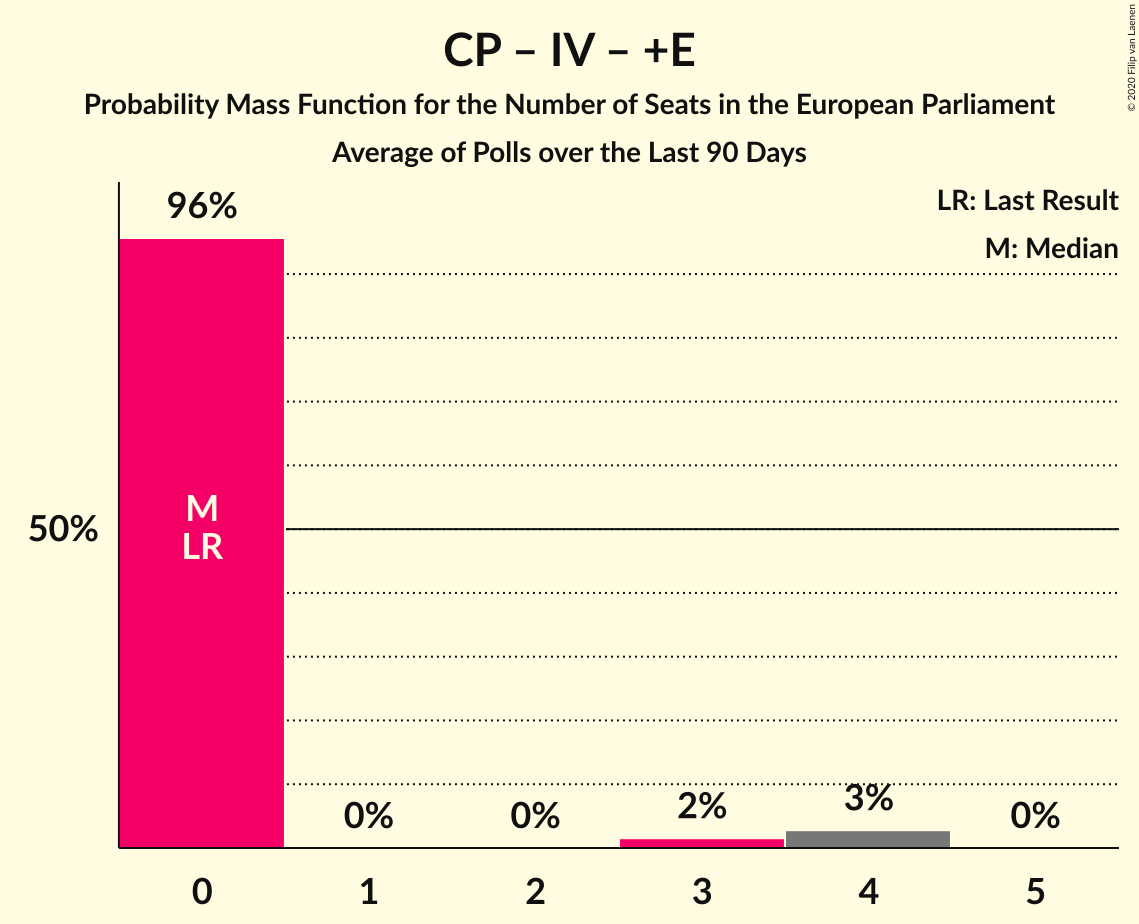 CP – IV – +E
Probability Mass Function for the Number of Seats in the European Parliament
Average of Polls over the Last 90 Days
© 2020 Filip van Laenen
LR: Last Result
M: Median
96%
50%
M
LR
0%
0%
2%
3%
0%
0
1
2
3
4
5